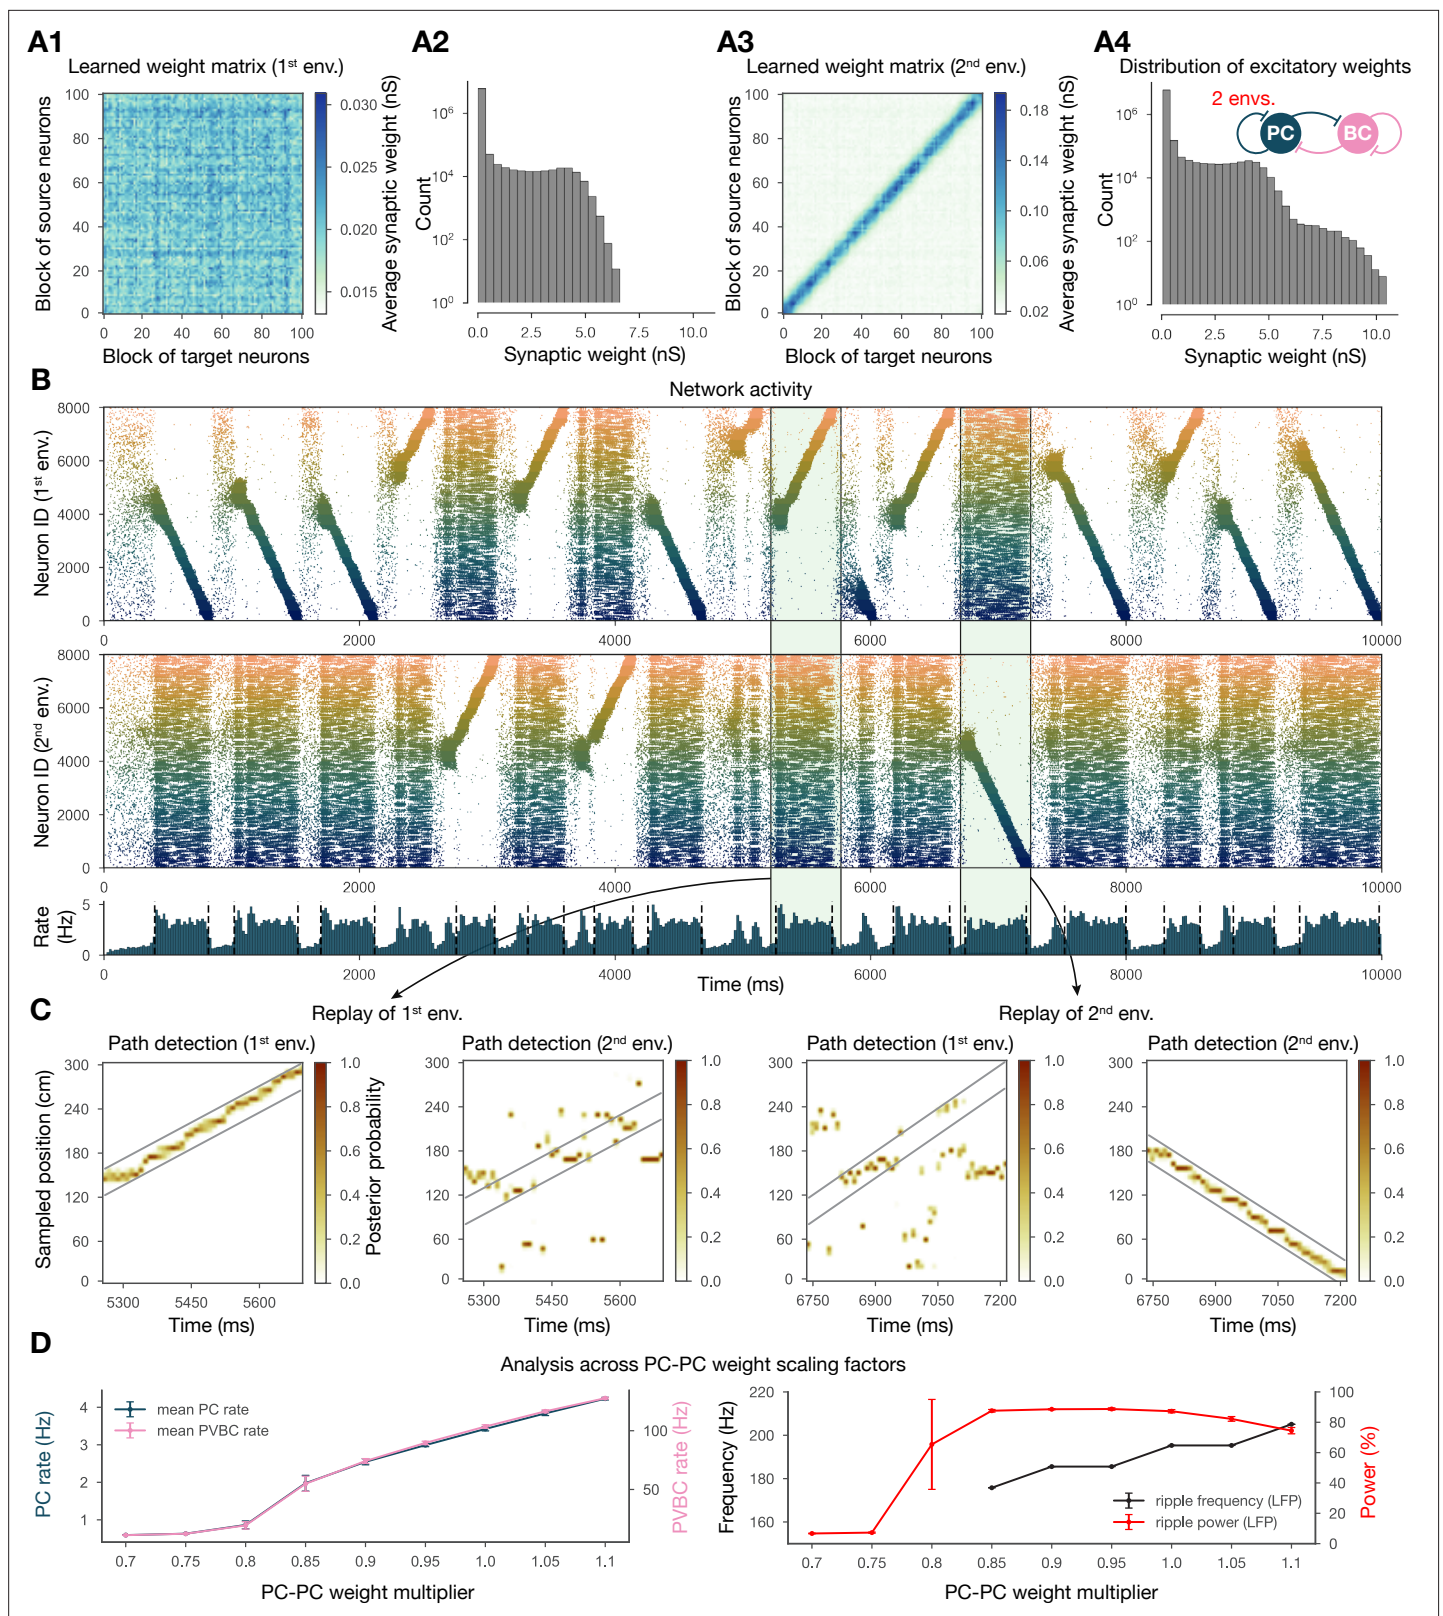 A1
Learned weight matrix (1st env.)
Block of source neurons
100
80
60
40
20
0
0 20 40 60 80 100
Block of target neurons
0.030
0.025
0.020
0.015
Average synaptic weight (nS)
A2
Count
10^6
10^4
10^2
10^0
0.0 2.5 5.0 7.5 10.0
Synaptic weight (nS)
A3
Learned weight matrix (2nd env.)
Block of source neurons
100
80
60
40
20
0
0 20 40 60 80 100
Block of target neurons
0.18
0.14
0.10
0.06
0.02
Average synaptic weight (nS)
A4
Distribution of excitatory weights
2 envs.
PC BC
Count
10^6
10^4
10^2
10^0
0.0 2.5 5.0 7.5 10.0
Synaptic weight (nS)
B
Network activity
Neuron ID (1st env.)
8000
6000
4000
2000
0
0 2000 4000 6000 8000 10000
Neuron ID (2nd env.)
8000
6000
4000
2000
0
0 2000 4000 6000 8000 10000
Rate
(Hz)
5
0
0 2000 4000 6000 8000 10000
Time (ms)
C
Replay of 1st env.
Replay of 2nd env.
Path detection (1st env.)
Sampled position (cm)
300
240
180
120
60
0
5300 5450 5600
Time (ms)
1.0
0.8
0.6
0.4
0.2
0.0
Posterior probability
Path detection (2nd env.)
300
240
180
120
60
0
5300 5450 5600
Time (ms)
1.0
0.8
0.6
0.4
0.2
0.0
Path detection (1st env.)
300
240
180
120
60
0
6750 6900 7050 7200
Time (ms)
1.0
0.8
0.6
0.4
0.2
0.0
Path detection (2nd env.)
300
240
180
120
60
0
6750 6900 7050 7200
Time (ms)
1.0
0.8
0.6
0.4
0.2
0.0
D
Analysis across PC-PC weight scaling factors
PC rate (Hz)
4
3
2
1
mean PC rate
mean PVBC rate
100
50
PVBC rate (Hz)
0.7 0.75 0.8 0.85 0.9 0.95 1.0 1.05 1.1
PC-PC weight multiplier
Frequency (Hz)
220
200
180
160
ripple frequency (LFP)
ripple power (LFP)
100
80
60
40
20
0
Power (%)
0.7 0.75 0.8 0.85 0.9 0.95 1.0 1.05 1.1
PC-PC weight multiplier